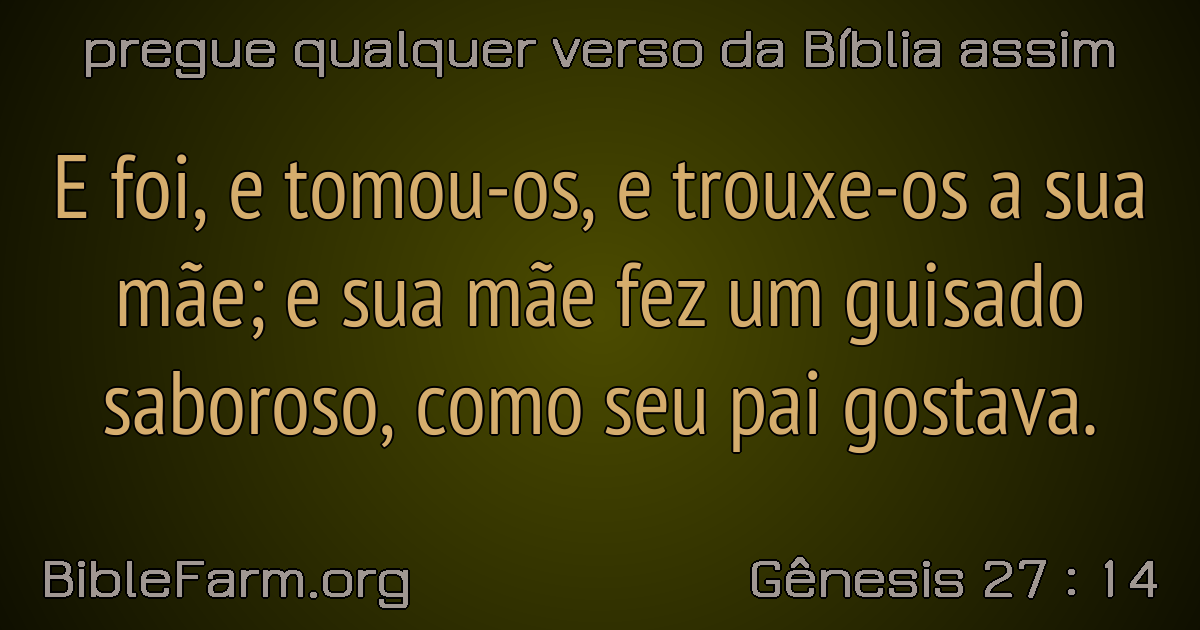 pregue qualquer verso da Bíblia assim
E foi, e tomou-os, e trouxe-os a sua
mãe; e sua mãe fez um guisado
saboroso, como seu pai gostava.
BibleFarm.org
Gênesis 27 : 14